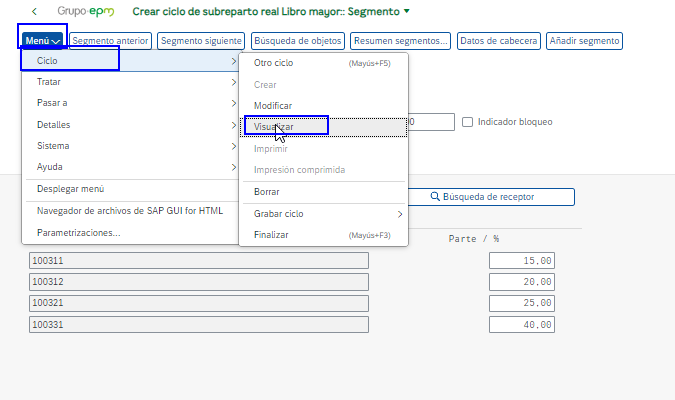 Grupo·epm Crear ciclo de subreparto real Libro mayor:: Segmento
Menú Segmento anterior Segmento siguiente Búsqueda de objetos Resumen segmentos... Datos de cabecera Añadir segmento
Ciclo
Tratar
Pasar a
Detalles
Sistema
Ayuda
Desplegar menú
Navegador de archivos de SAP GUI for HTML
Parametrizaciones...
Otro ciclo (Mayús+F5)
Crear
Modificar
Visualizar
Imprimir
Impresión comprimida
Borrar
Grabar ciclo
Finalizar (Mayús+F3)
0 Indicador bloqueo
Búsqueda de receptor
Parte / %
100311 15,00
100312 20,00
100321 25,00
100331 40,00